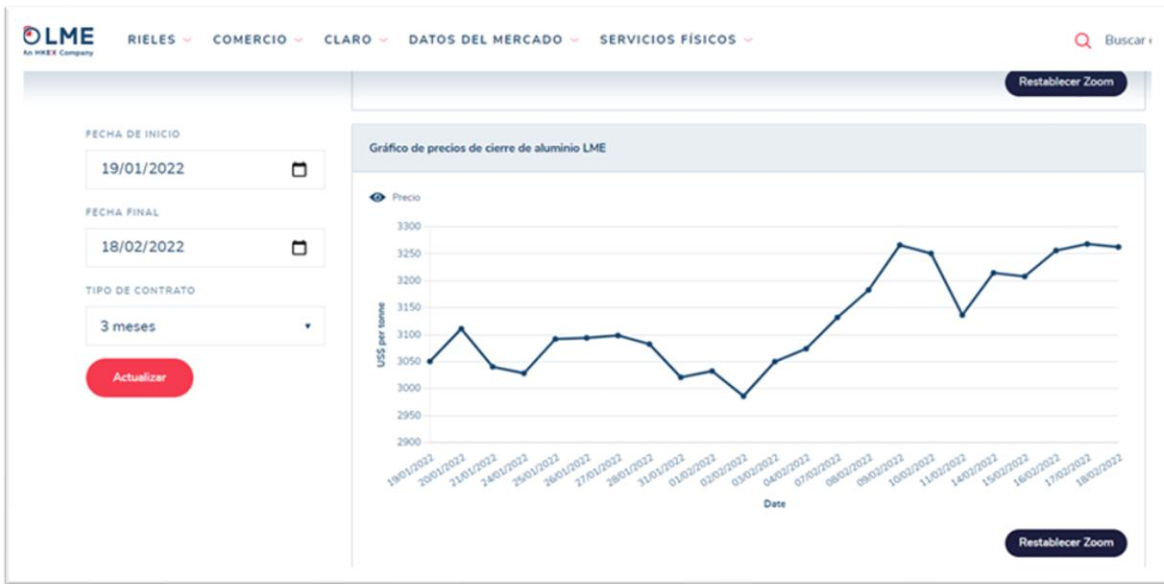 LME
An HKEX Company
RIELES COMERCIO CLARO DATOS DEL MERCADO SERVICIOS FÍSICOS
Buscar
Restablecer Zoom
FECHA DE INICIO
19/01/2022
FECHA FINAL
18/02/2022
TIPO DE CONTRATO
3 meses
Actualizar
Gráfico de precios de cierre de aluminio LME
Precio
3300
3250
3200
3150
3100
3050
3000
2950
2900
US$ per tonne
19/01/2022
20/01/2022
21/01/2022
24/01/2022
25/01/2022
26/01/2022
27/01/2022
28/01/2022
31/01/2022
01/02/2022
02/02/2022
03/02/2022
04/02/2022
07/02/2022
08/02/2022
09/02/2022
10/02/2022
11/02/2022
14/02/2022
15/02/2022
16/02/2022
17/02/2022
18/02/2022
Date
Restablecer Zoom